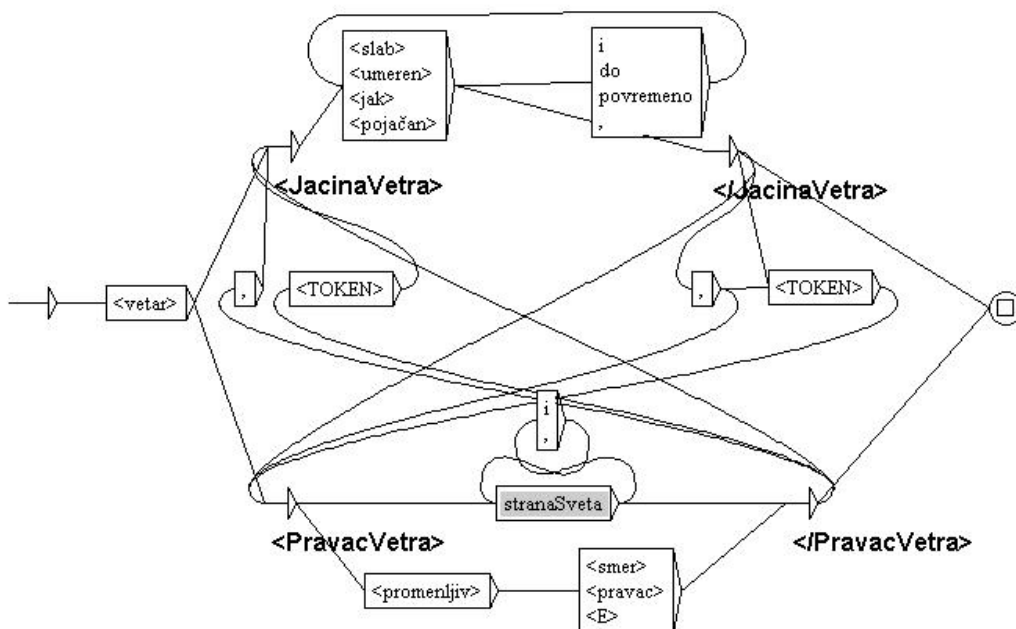 <slab>
<umeren>
<jak>
<pojačan>
i
do
povremeno
,
<JacinaVetra>
</JacinaVetra>
<vetar>
,
<TOKEN>
,
<TOKEN>
i
,
stranaSveta
<PravacVetra>
</PravacVetra>
<promenljiv>
<smer>
<pravac>
<E>